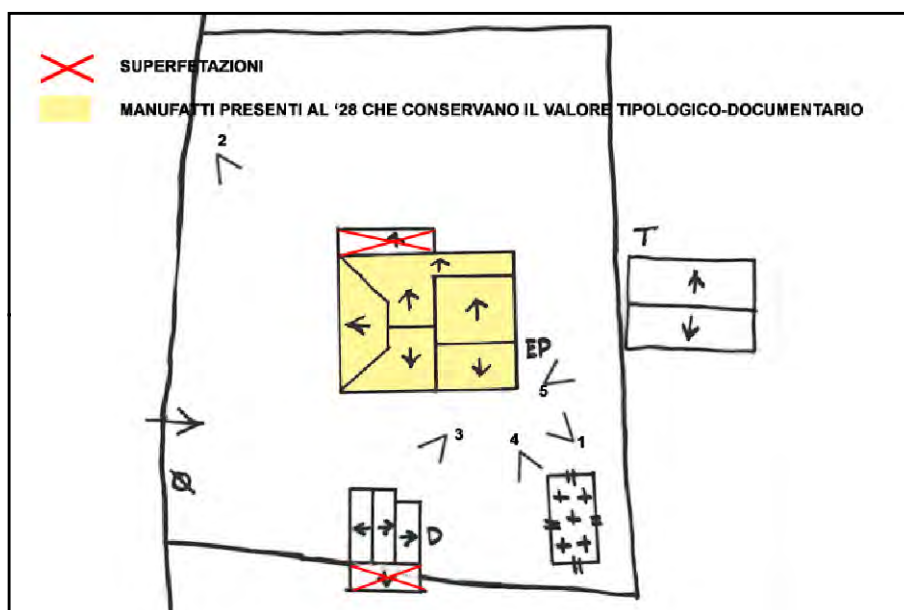 SUPERFETAZIONI
MANUFATTI PRESENTI AL '28 CHE CONSERVANO IL VALORE TIPOLOGICO-DOCUMENTARIO
2
T
EP
5
3
4
1
Ø
D